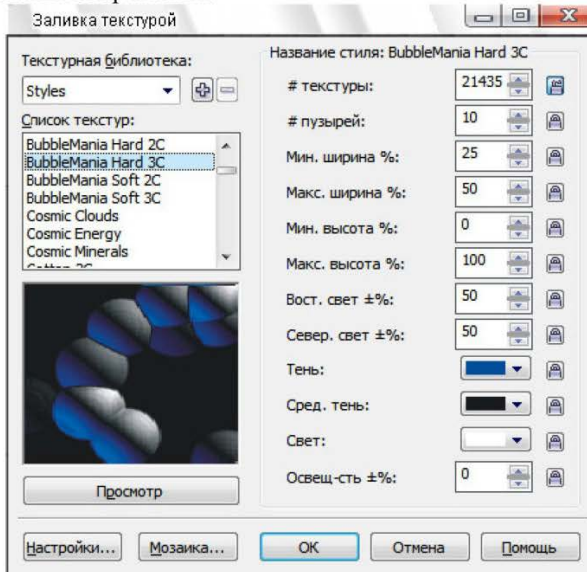 Заливка текстурой
Текстурная библиотека:
Styles
Список текстур:
BubbleMania Hard 2C
BubbleMania Hard 3C
BubbleMania Soft 2C
BubbleMania Soft 3C
Cosmic Clouds
Cosmic Energy
Cosmic Minerals
Просмотр
Название стиля: BubbleMania Hard 3C
# текстуры: 21435
# пузырей: 10
Мин. ширина %: 25
Макс. ширина %: 50
Мин. высота %: 0
Макс. высота %: 100
Вост. свет ±%: 50
Север. свет ±%: 50
Тень:
Сред. тень:
Свет:
Освещ-сть ±%: 0
Настройки... Мозаика... OK Отмена Помощь